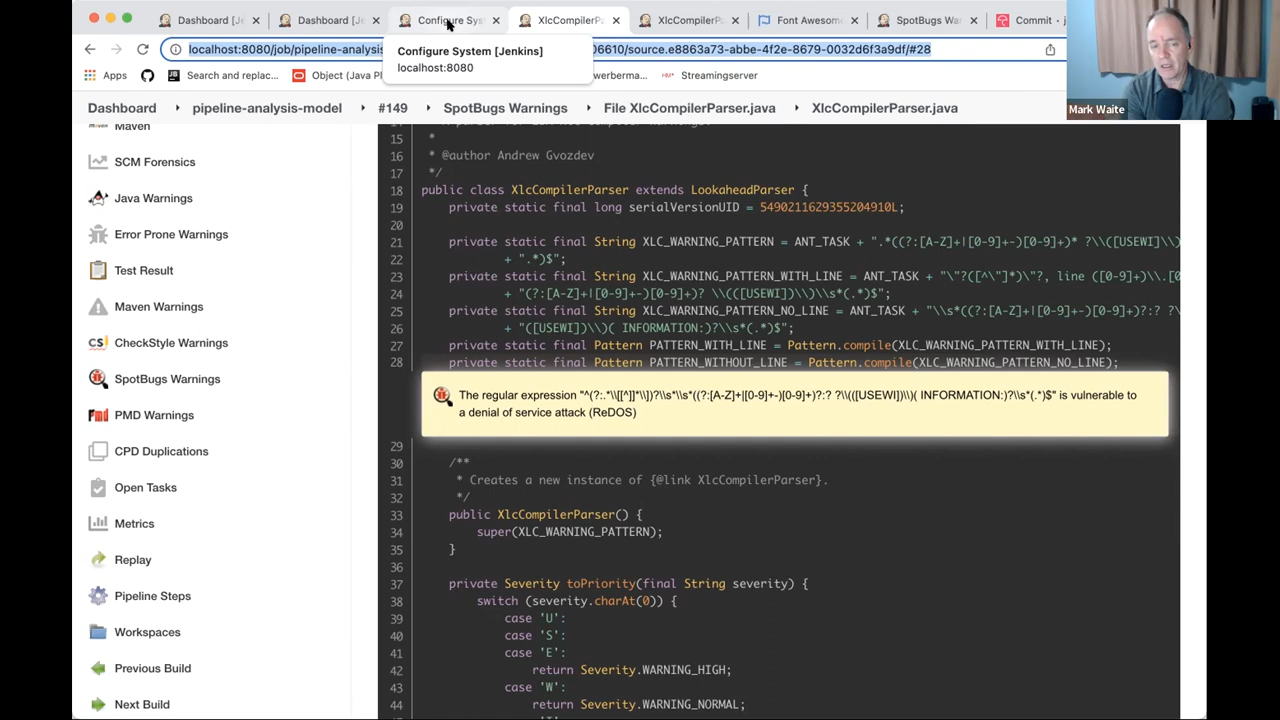 Dashboard [Je
Dashboard [Je
Configure Sys
XlcCompilerPa
XlcCompilerPa
Font Awesom
SpotBugs War
Commit ·
localhost:8080/job/pipeline-analysis
06610/source.e8863a73-abbe-4f2e-8679-0032d6f3a9df/#28
Configure System [Jenkins]
localhost:8080
Apps
Search and replac...
Object (Java Pl
werberma...
Streamingserver
Mark Waite
Dashboard
pipeline-analysis-model
#149
SpotBugs Warnings
File XlcCompilerParser.java
XlcCompilerParser.java
Maven
SCM Forensics
Java Warnings
Error Prone Warnings
Test Result
Maven Warnings
CheckStyle Warnings
SpotBugs Warnings
PMD Warnings
CPD Duplications
Open Tasks
Metrics
Replay
Pipeline Steps
Workspaces
Previous Build
Next Build
15 *
16 * @author Andrew Gvozdev
17 */
18 public class XlcCompilerParser extends LookaheadParser {
19 private static final long serialVersionUID = 5490211629355204910L;
20
21 private static final String XLC_WARNING_PATTERN = ANT_TASK + ".*((?:[A-Z]+|[0-9]+-)[0-9]+)* ?\\([USEWI]\\)
22 + ".*)$";
23 private static final String XLC_WARNING_PATTERN_WITH_LINE = ANT_TASK + "\"?([^\"]*)\"?, line ([0-9]+)\\.[0
24 + "(?:[A-Z]+|[0-9]+-)[0-9]+)? \\(([USEWI])\\)\\s*(.*)$";
25 private static final String XLC_WARNING_PATTERN_NO_LINE = ANT_TASK + "\\s*((?:[A-Z]+|[0-9]+-)[0-9]+)?:? ?\
26 + "([USEWI])\\)( INFORMATION:)?\\s*(.*)$";
27 private static final Pattern PATTERN_WITH_LINE = Pattern.compile(XLC_WARNING_PATTERN_WITH_LINE);
28 private static final Pattern PATTERN_WITHOUT_LINE = Pattern.compile(XLC_WARNING_PATTERN_NO_LINE);
The regular expression "^(?:.*\\[[^]]*\\])?\\s*\\s*((?:[A-Z]+|[0-9]+-)[0-9]+)?:? ?\\(([USEWI])\\)( INFORMATION:)?\\s*(.*)$" is vulnerable to
a denial of service attack (ReDOS)
29
30 /**
31 * Creates a new instance of {@link XlcCompilerParser}.
32 */
33 public XlcCompilerParser() {
34 super(XLC_WARNING_PATTERN);
35 }
36
37 private Severity toPriority(final String severity) {
38 switch (severity.charAt(0)) {
39 case 'U':
40 case 'S':
41 case 'E':
42 return Severity.WARNING_HIGH;
43 case 'W':
44 return Severity.WARNING_NORMAL;